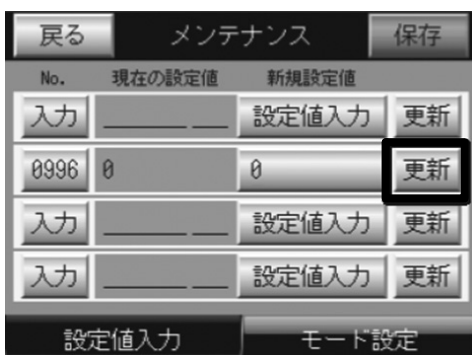 戻る メンテナンス 保存
No. 現在の設定値 新規設定値
入力 設定値入力 更新
0996 0 0 更新
入力 設定値入力 更新
入力 設定値入力 更新
設定値入力 モード設定